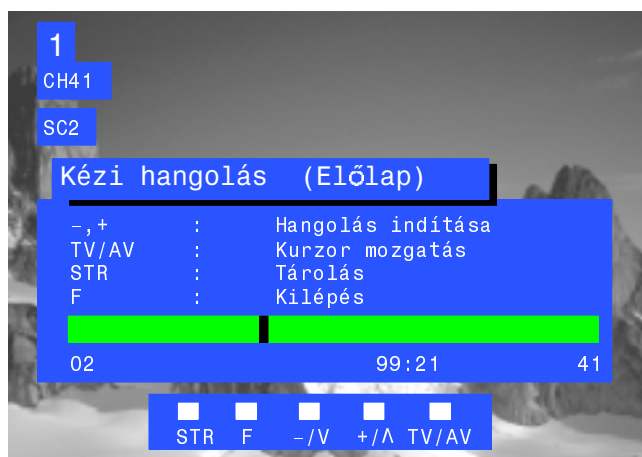 1
CH41
SC2
Kézi hangolás (Előlap)
–,+ : Hangolás indítása
TV/AV : Kurzor mozgatás
STR : Tárolás
F : Kilépés
02 99:21 41
STR F –/V +/Λ TV/AV